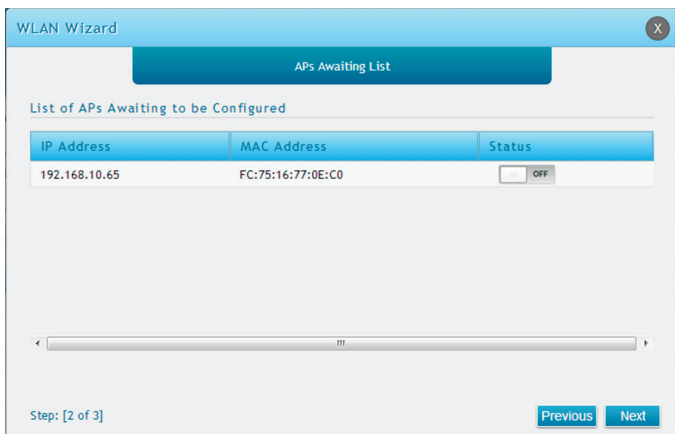 WLAN Wizard
X
APs Awaiting List
List of APs Awaiting to be Configured
IP Address MAC Address Status
192.168.10.65 FC:75:16:77:0E:C0 OFF
Step: [2 of 3] Previous Next